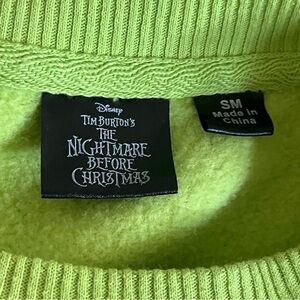 Disney
TIM BURTON'S
THE
NIGHTMARE
BEFORE
CHRISTMAS
SM
Made in
China